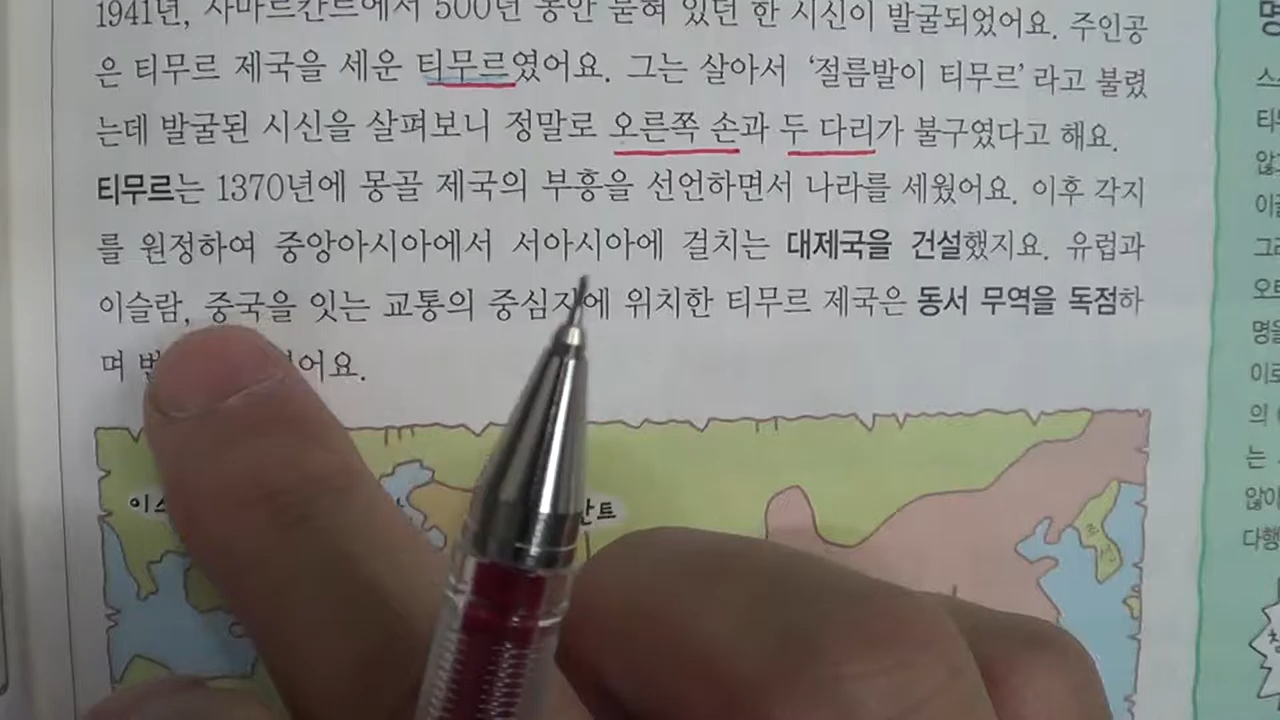 1941년, 사마르칸트에서 500년 동안 묻혀 있던 한 시신이 발굴되었어요. 주인공
은 티무르 제국을 세운 티무르였어요. 그는 살아서 ‘절름발이 티무르’라고 불렸
는데 발굴된 시신을 살펴보니 정말로 오른쪽 손과 두 다리가 불구였다고 해요.
티무르는 1370년에 몽골 제국의 부흥을 선언하면서 나라를 세웠어요. 이후 각지
를 원정하여 중앙아시아에서 서아시아에 걸치는 대제국을 건설했지요. 유럽과
이슬람, 중국을 잇는 교통의 중심지에 위치한 티무르 제국은 동서 무역을 독점하
며 어요.